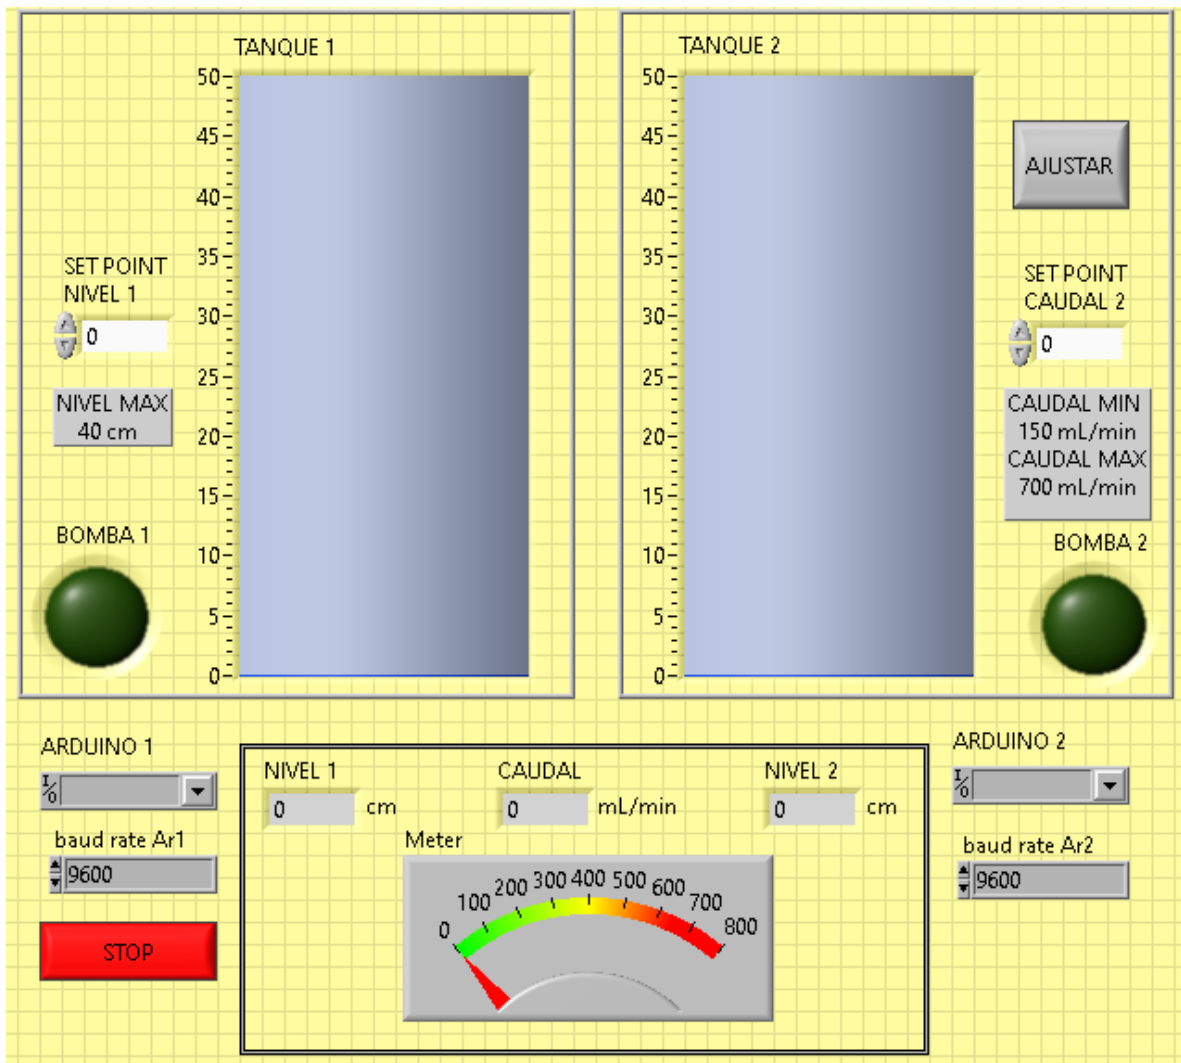 TANQUE 1
50
45
40
35
30
25
20
15
10
5
0
SET POINT
NIVEL 1
0
NIVEL MAX
40 cm
BOMBA 1
TANQUE 2
50
45
40
35
30
25
20
15
10
5
0
AJUSTAR
SET POINT
CAUDAL 2
0
CAUDAL MIN
150 mL/min
CAUDAL MAX
700 mL/min
BOMBA 2
ARDUINO 1
I/O
baud rate Ar1
9600
STOP
NIVEL 1
0 cm
CAUDAL
0 mL/min
NIVEL 2
0 cm
Meter
0 100 200 300 400 500 600 700 800
ARDUINO 2
I/O
baud rate Ar2
9600